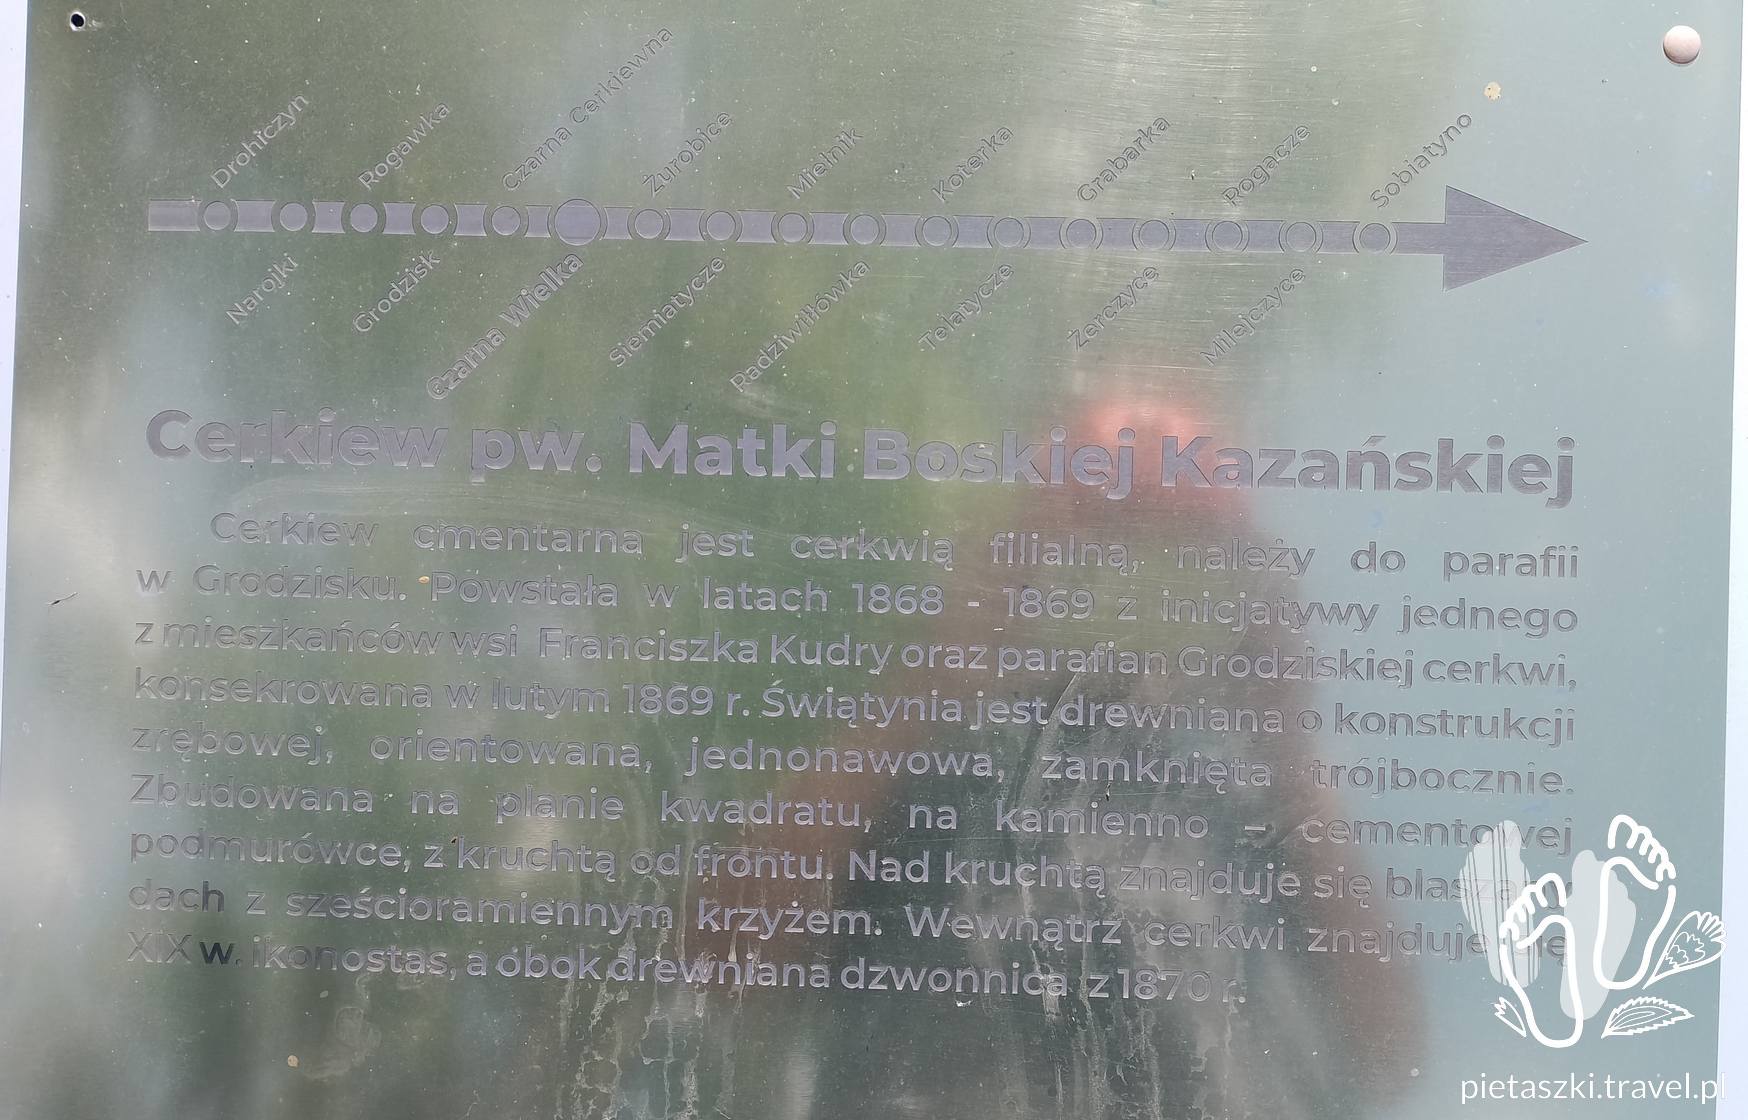 Drohiczyn
Rogawka
Czarna Cerkiewna
Żurobice
Mielnik
Koterka
Grabarka
Rogacze
Sobiatyno
Narojki
Grodzisk
Czarna Wielka
Siemiatycze
Radziwiłłówka
Telatycze
Żerczyce
Milejczyce
Cerkiew pw. Matki Boskiej Kazańskiej
Cerkiew cmentarna jest cerkwią filialną, należy do parafii
w Grodzisku. Powstała w latach 1868 - 1869 z inicjatywy jednego
z mieszkańców wsi Franciszka Kudry oraz parafian Grodziskiej cerkwi,
konsekrowana w lutym 1869 r. Świątynia jest drewniana o konstrukcji
zrębowej, orientowana, jednonawowa, zamknięta trójbocznie.
Zbudowana na planie kwadratu, na kamienno – cementowej
podmurówce, z kruchtą od frontu. Nad kruchtą znajduje się blaszany
dach z sześcioramiennym krzyżem. Wewnątrz cerkwi znajduje się
XIX w. ikonostas, a obok drewniana dzwonnica z 1870 r.
pietaszki.travel.pl